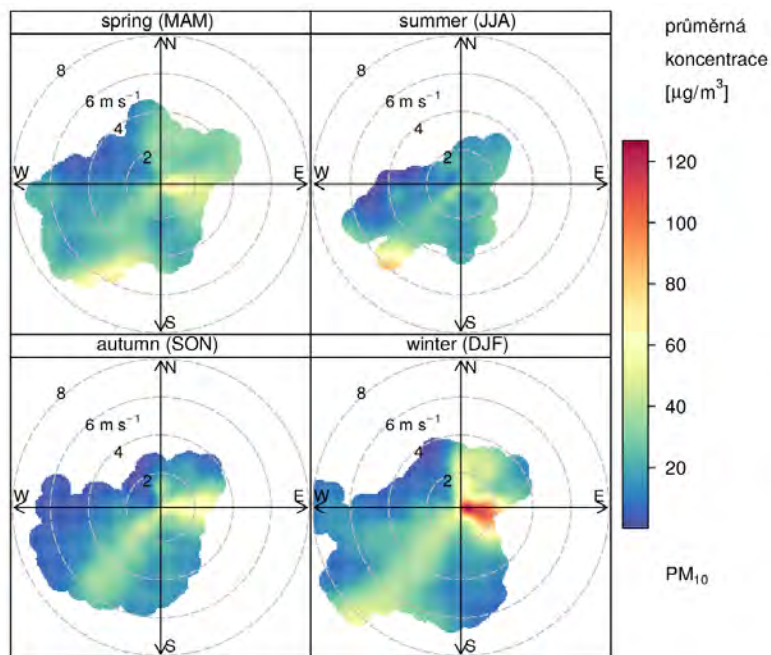 spring (MAM)
summer (JJA)
N
8
6 m s⁻¹
4
2
W
E
S
N
8
6 m s⁻¹
4
2
W
E
S
autumn (SON)
winter (DJF)
N
8
6 m s⁻¹
4
2
W
E
S
N
8
6 m s⁻¹
4
2
W
E
S
průměrná
koncentrace
[µg/m³]
120
100
80
60
40
20
PM₁₀